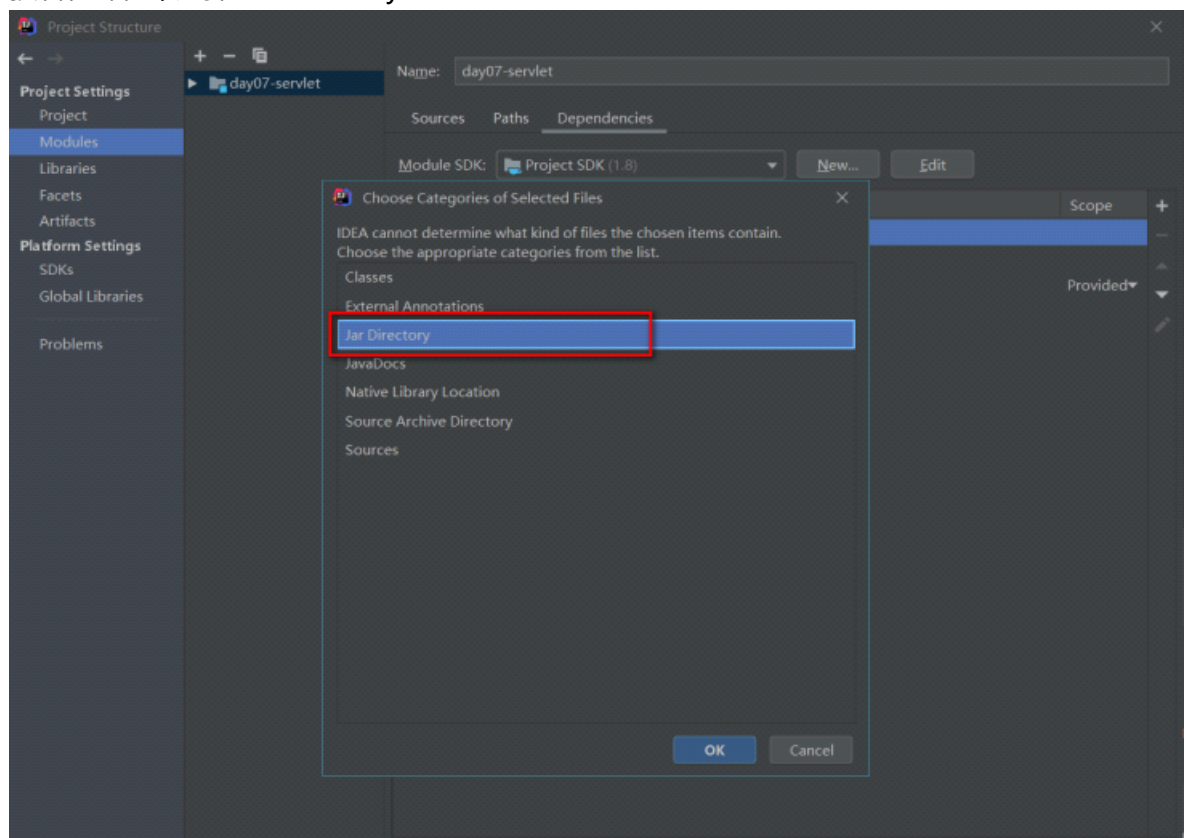 Project Structure
Project Settings
Project
Modules
Libraries
Facets
Artifacts
Platform Settings
SDKs
Global Libraries
Problems
day07-servlet
Name: day07-servlet
Sources Paths Dependencies
Module SDK: Project SDK (1.8) New... Edit
Scope
Provided
Choose Categories of Selected Files
IDEA cannot determine what kind of files the chosen items contain.
Choose the appropriate categories from the list.
Classes
External Annotations
Jar Directory
JavaDocs
Native Library Location
Source Archive Directory
Sources
OK Cancel